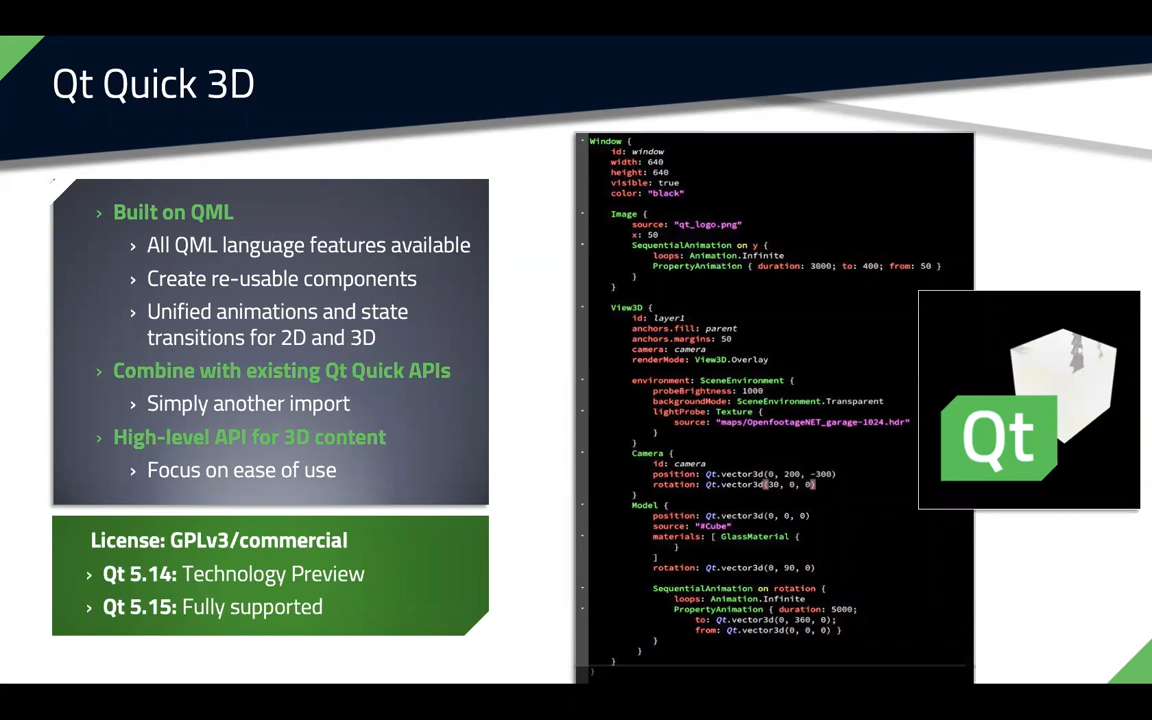 Qt Quick 3D
› Built on QML
› All QML language features available
› Create re-usable components
› Unified animations and state
transitions for 2D and 3D
› Combine with existing Qt Quick APIs
› Simply another import
› High-level API for 3D content
› Focus on ease of use
License: GPLv3/commercial
› Qt 5.14: Technology Preview
› Qt 5.15: Fully supported
Window {
id: window
width: 640
height: 640
visible: true
color: "black"
Image {
source: "qt_logo.png"
x: 50
SequentialAnimation on y {
loops: Animation.Infinite
PropertyAnimation { duration: 3000; to: 400; from: 50 }
}
}
View3D {
id: layer1
anchors.fill: parent
anchors.margins: 50
camera: camera
renderMode: View3D.Overlay
environment: SceneEnvironment {
probeBrightness: 1000
backgroundMode: SceneEnvironment.Transparent
lightProbe: Texture {
source: "maps/OpenfootageNET_garage-1024.hdr"
}
}
Camera {
id: camera
position: Qt.vector3d(0, 200, -300)
rotation: Qt.vector3d(30, 0, 0)
}
Model {
position: Qt.vector3d(0, 0, 0)
source: "#Cube"
materials: [ GlassMaterial {
}
]
rotation: Qt.vector3d(0, 90, 0)
SequentialAnimation on rotation {
loops: Animation.Infinite
PropertyAnimation { duration: 5000;
to: Qt.vector3d(0, 360, 0);
from: Qt.vector3d(0, 0, 0) }
}
}
}
}
Qt